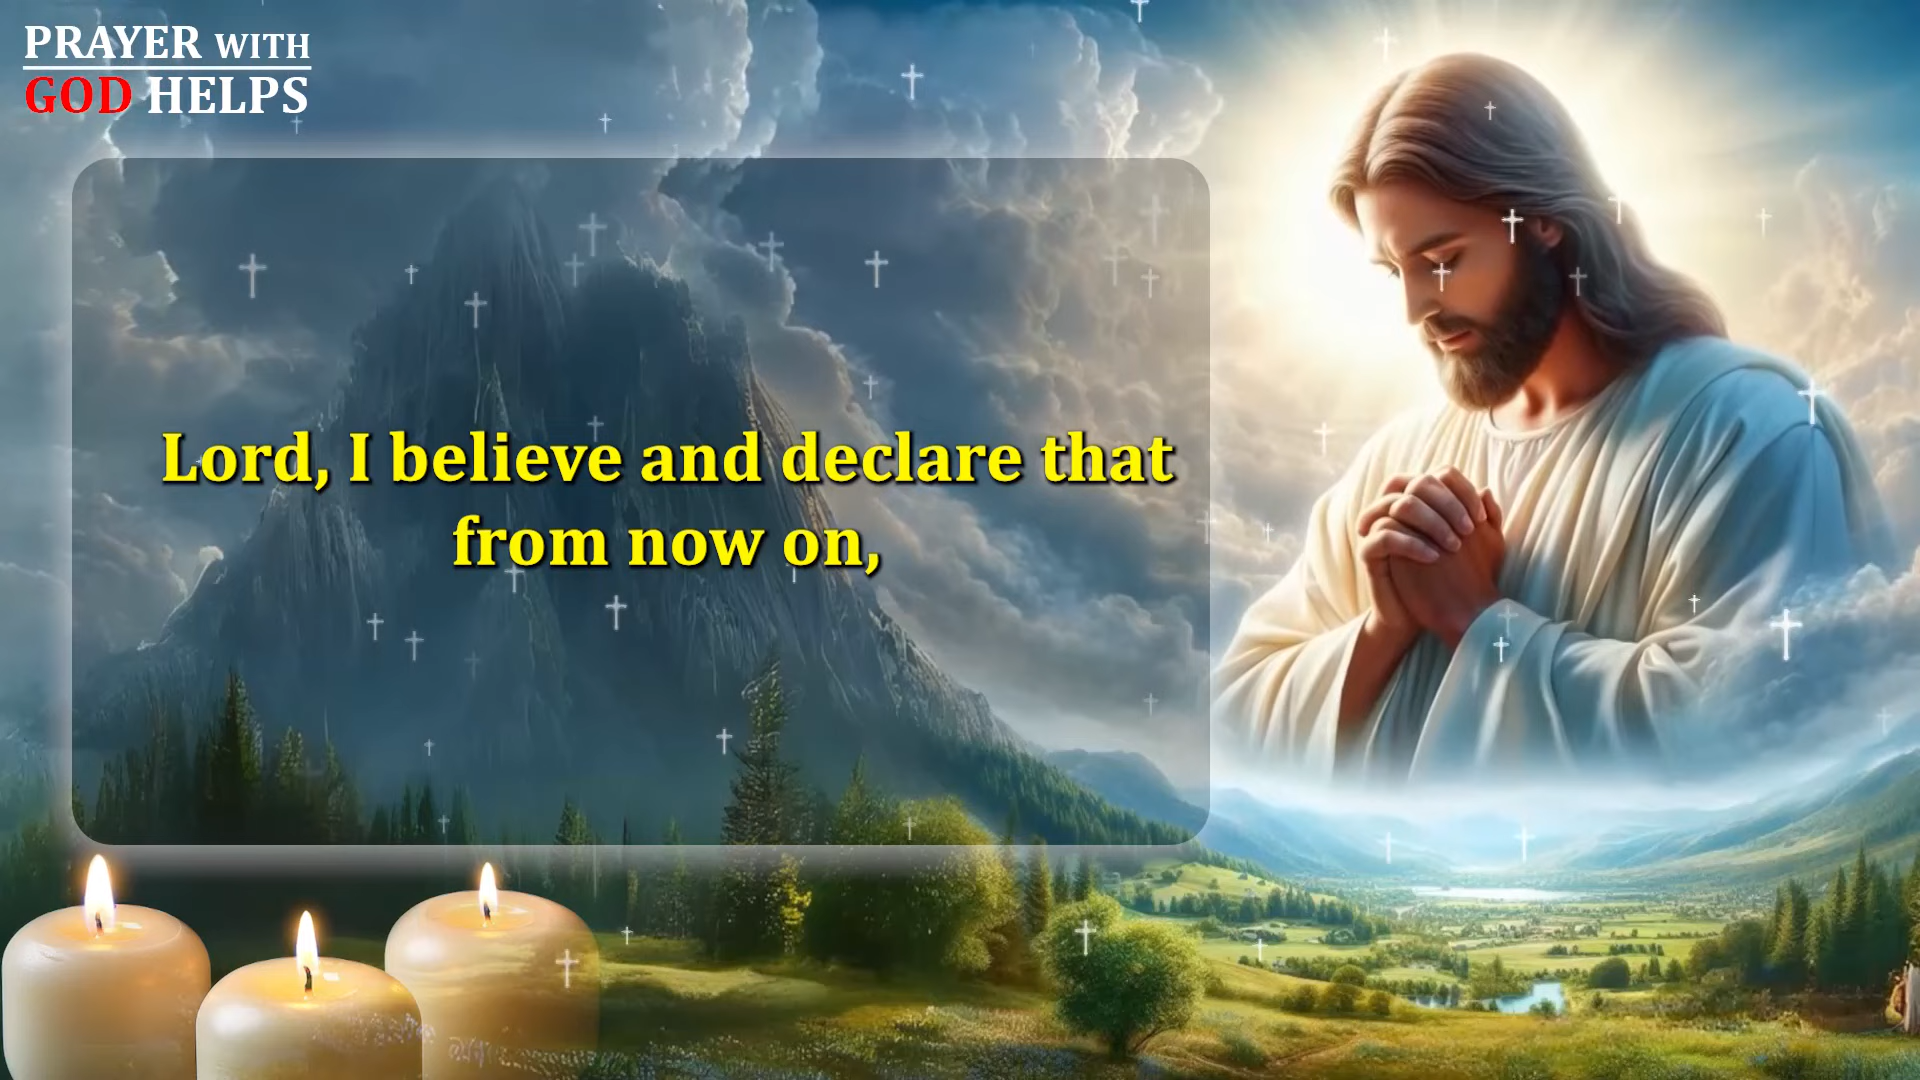 PRAYER WITH
GOD HELPS
Lord, I believe and declare that
from now on,